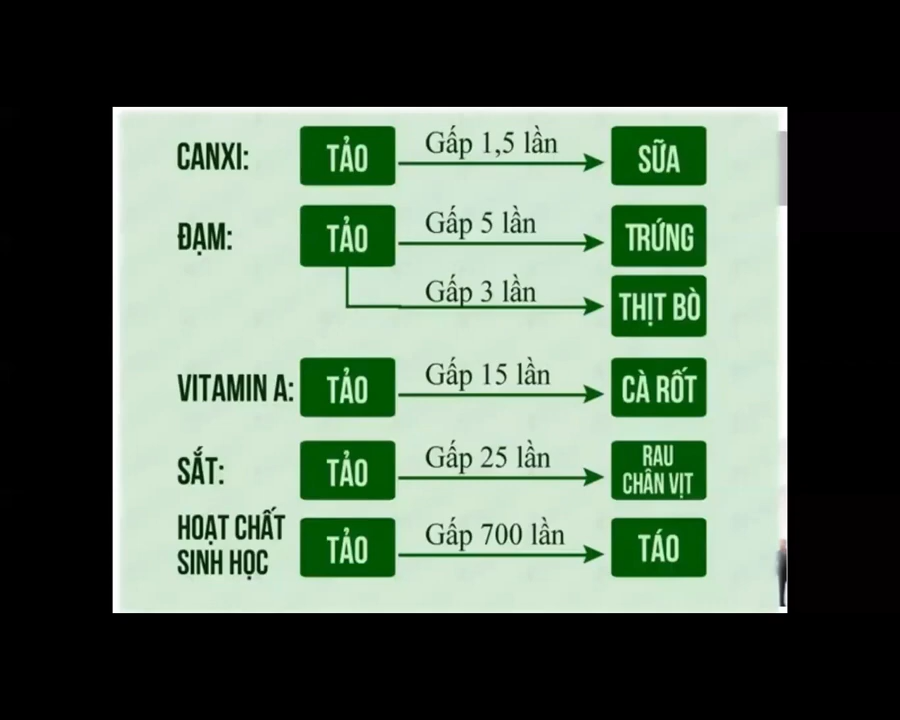 CANXI: TẢO Gấp 1,5 lần SỮA
ĐẠM: TẢO Gấp 5 lần TRỨNG
Gấp 3 lần THỊT BÒ
VITAMIN A: TẢO Gấp 15 lần CÀ RỐT
SẮT: TẢO Gấp 25 lần RAU
CHÂN VỊT
HOẠT CHẤT
SINH HỌC TẢO Gấp 700 lần TÁO